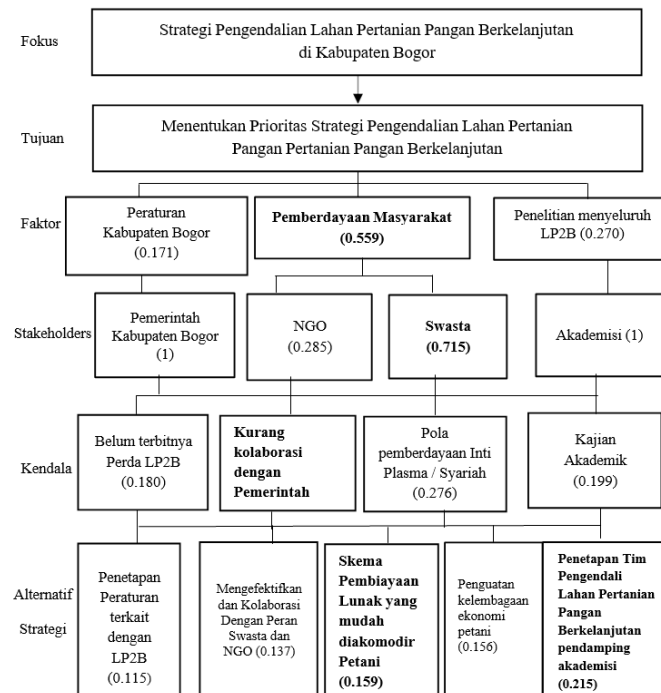 Fokus
Strategi Pengendalian Lahan Pertanian Pangan Berkelanjutan
di Kabupaten Bogor
Tujuan
Menentukan Prioritas Strategi Pengendalian Lahan Pertanian
Pangan Pertanian Pangan Berkelanjutan
Faktor
Peraturan
Kabupaten Bogor
(0.171)
Pemberdayaan Masyarakat
(0.559)
Penelitian menyeluruh
LP2B (0.270)
Stakeholders
Pemerintah
Kabupaten Bogor
(1)
NGO
(0.285)
Swasta
(0.715)
Akademisi (1)
Kendala
Belum terbitnya
Perda LP2B
(0.180)
Kurang
kolaborasi
dengan
Pemerintah
Pola
pemberdayaan Inti
Plasma / Syariah
(0.276)
Kajian
Akademik
(0.199)
Alternatif
Strategi
Penetapan
Peraturan
terkait
dengan
LP2B
(0.115)
Mengefektifkan
dan Kolaborasi
Dengan Peran
Swasta dan
NGO (0.137)
Skema
Pembiayaan
Lunak yang
mudah
diakomodir
Petani
(0.159)
Penguatan
kelembagaan
ekonomi
petani
(0.156)
Penetapan Tim
Pengendali
Lahan Pertanian
Pangan
Berkelanjutan
pendamping
akademisi
(0.215)